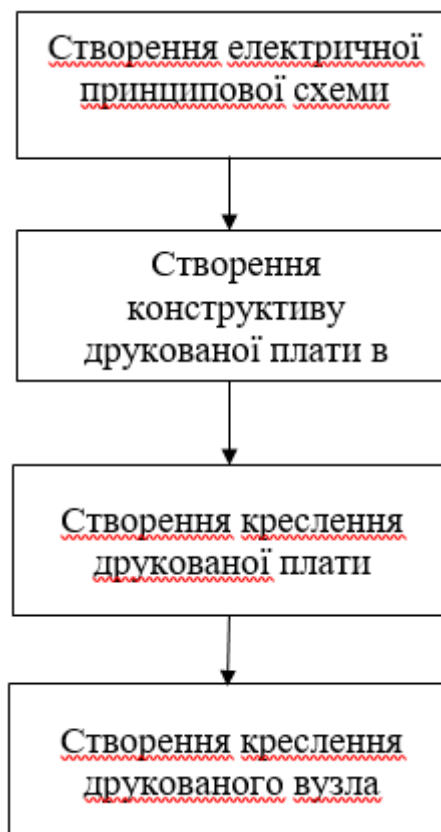 Створення електричної
принципової схеми
Створення
конструктиву
друкованої плати в
Створення креслення
друкованої плати
Створення креслення
друкованого вузла